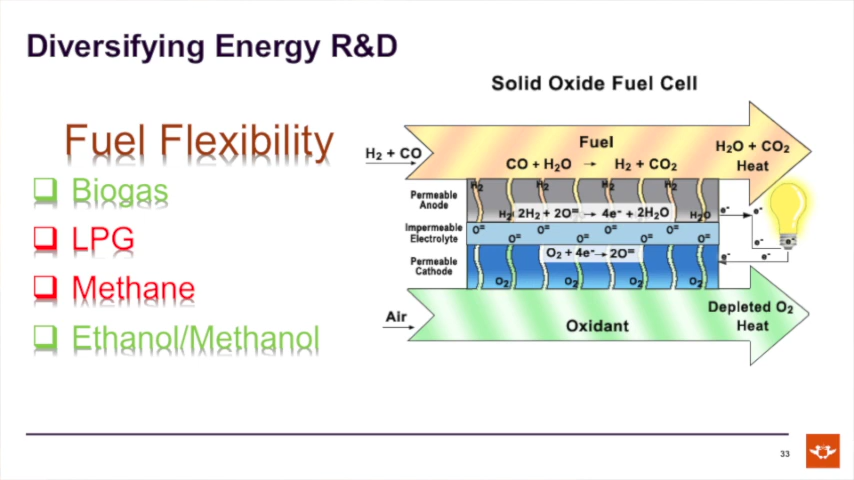 Diversifying Energy R&D
Fuel Flexibility
❑ Biogas
❑ LPG
❑ Methane
❑ Ethanol/Methanol
Solid Oxide Fuel Cell
H2 + CO
Fuel
CO + H2O → H2 + CO2
H2O + CO2
Heat
Permeable
Anode
H2 H2 H2 H2
H2 2H2 + 2O= → 4e- + 2H2O H2O
e- e-
Impermeable
Electrolyte
O= O= O= O= O=
O= O= O= O=
e-
Permeable
Cathode
O2 + 4e- → 2O=
e- e-
O2 O2 O2 O2
Air
Oxidant
Depleted O2
Heat
33